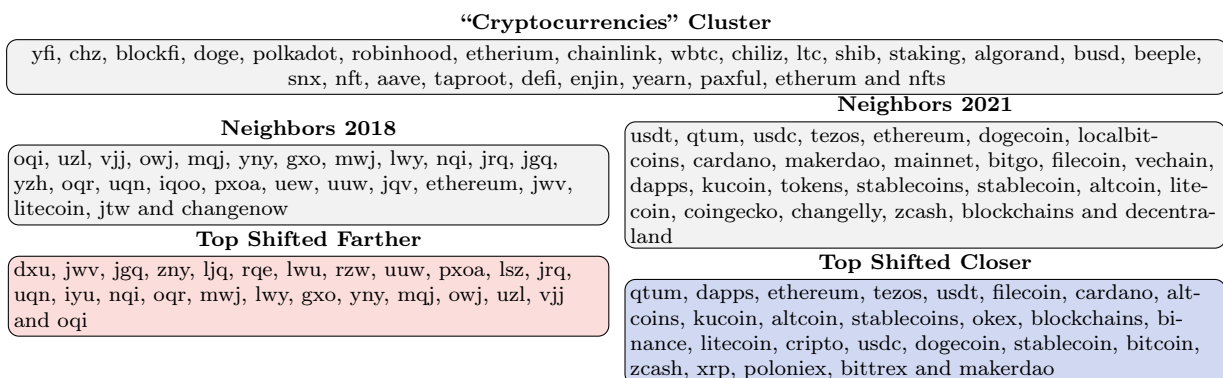 “Cryptocurrencies” Cluster
yfi, chz, blockfi, doge, polkadot, robinhood, etherium, chainlink, wbtc, chiliz, ltc, shib, staking, algorand, busd, beeple,
snx, nft, aave, taproot, defi, enjin, yearn, paxful, etherum and nfts
Neighbors 2018
oqi, uzl, vjj, owj, mqj, yny, gxo, mwj, lwy, nqi, jrq, jgq,
yzh, oqr, uqn, iqoo, pxoa, uew, uuw, jqv, ethereum, jwv,
litecoin, jtw and changenow
Top Shifted Farther
dxu, jwv, jgq, zny, ljq, rqe, lwu, rzw, uuw, pxoa, lsz, jrq,
uqn, iyu, nqi, oqr, mwj, lwy, gxo, yny, mqj, owj, uzl, vjj
and oqi
Neighbors 2021
usdt, qtum, usdc, tezos, ethereum, dogecoin, localbit-
coins, cardano, makerdao, mainnet, bitgo, filecoin, vechain,
dapps, kucoin, tokens, stablecoins, stablecoin, altcoin, lite-
coin, coingecko, changelly, zcash, blockchains and decentra-
land
Top Shifted Closer
qtum, dapps, ethereum, tezos, usdt, filecoin, cardano, alt-
coins, kucoin, altcoin, stablecoins, okex, blockchains, bi-
nance, litecoin, cripto, usdc, dogecoin, stablecoin, bitcoin,
zcash, xrp, poloniex, bittrex and makerdao